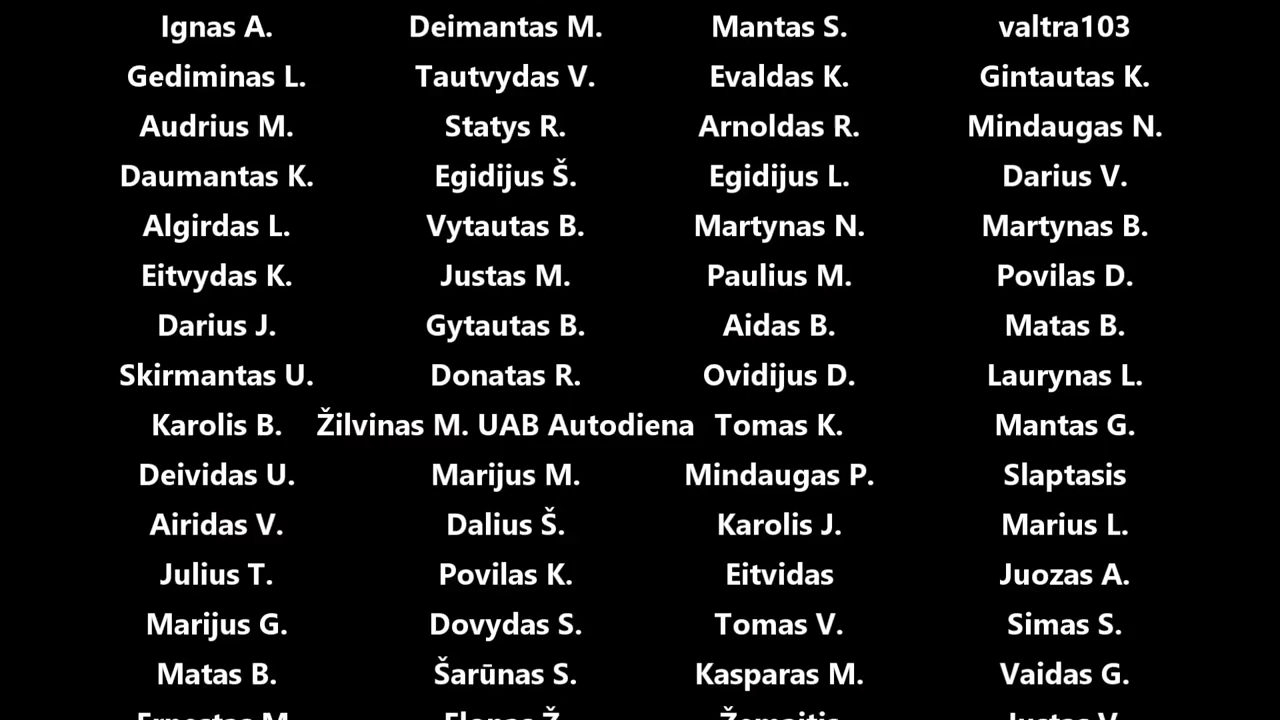 Ignas A. Deimantas M. Mantas S. valtra103
Gediminas L. Tautvydas V. Evaldas K. Gintautas K.
Audrius M. Statys R. Arnoldas R. Mindaugas N.
Daumantas K. Egidijus Š. Egidijus L. Darius V.
Algirdas L. Vytautas B. Martynas N. Martynas B.
Eitvydas K. Justas M. Paulius M. Povilas D.
Darius J. Gytautas B. Aidas B. Matas B.
Skirmantas U. Donatas R. Ovidijus D. Laurynas L.
Karolis B. Žilvinas M. UAB Autodiena Tomas K. Mantas G.
Deividas U. Marijus M. Mindaugas P. Slaptasis
Airidas V. Dalius Š. Karolis J. Marius L.
Julius T. Povilas K. Eitvidas Juozas A.
Marijus G. Dovydas S. Tomas V. Simas S.
Matas B. Šarūnas S. Kasparas M. Vaidas G.